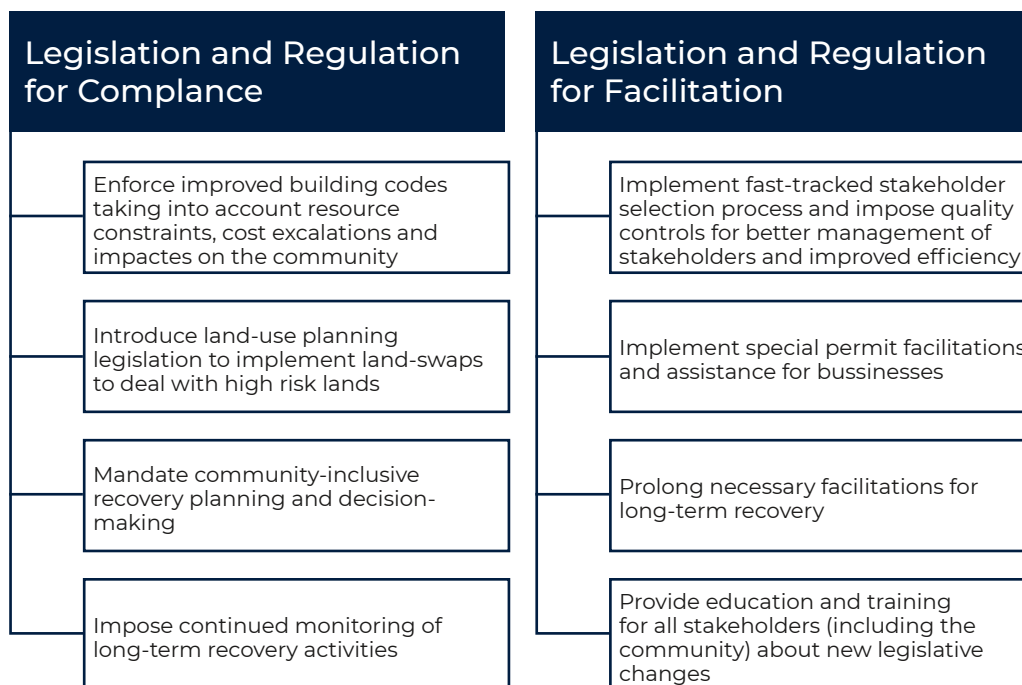 Legislation and Regulation
for Complance
Enforce improved building codes
taking into account resource
constraints, cost excalations and
impactes on the community
Introduce land-use planning
legislation to implement land-swaps
to deal with high risk lands
Mandate community-inclusive
recovery planning and decision-
making
Impose continued monitoring of
long-term recovery activities
Legislation and Regulation
for Facilitation
Implement fast-tracked stakeholder
selection process and impose quality
controls for better management of
stakeholders and improved efficiency
Implement special permit facilitations
and assistance for bussinesses
Prolong necessary facilitations for
long-term recovery
Provide education and training
for all stakeholders (including the
community) about new legislative
changes